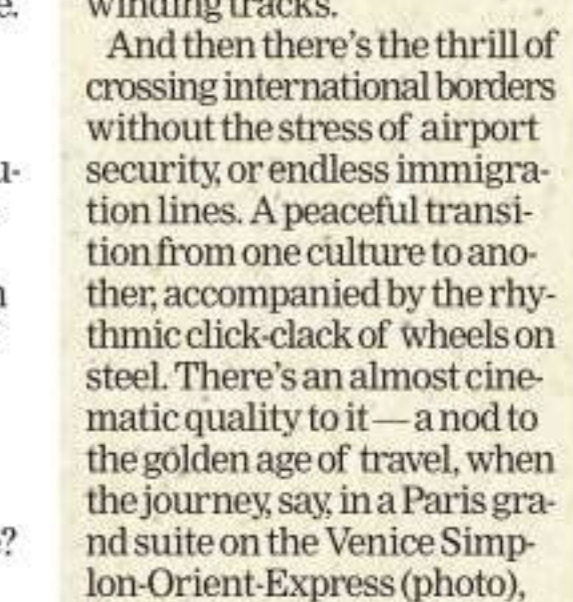 e.
winding tracks.
And then there's the thrill of
crossing international borders
without the stress of airport
security, or endless immigra-
u-
tion lines. A peaceful transi-
tion from one culture to ano-
n
ther, accompanied by the rhy-
thmic click-clack of wheels on
steel. There's an almost cine-
matic quality to it — a nod to
the golden age of travel, when
the journey, say, in a Paris gra-
?
nd suite on the Venice Simp-
lon-Orient-Express (photo),